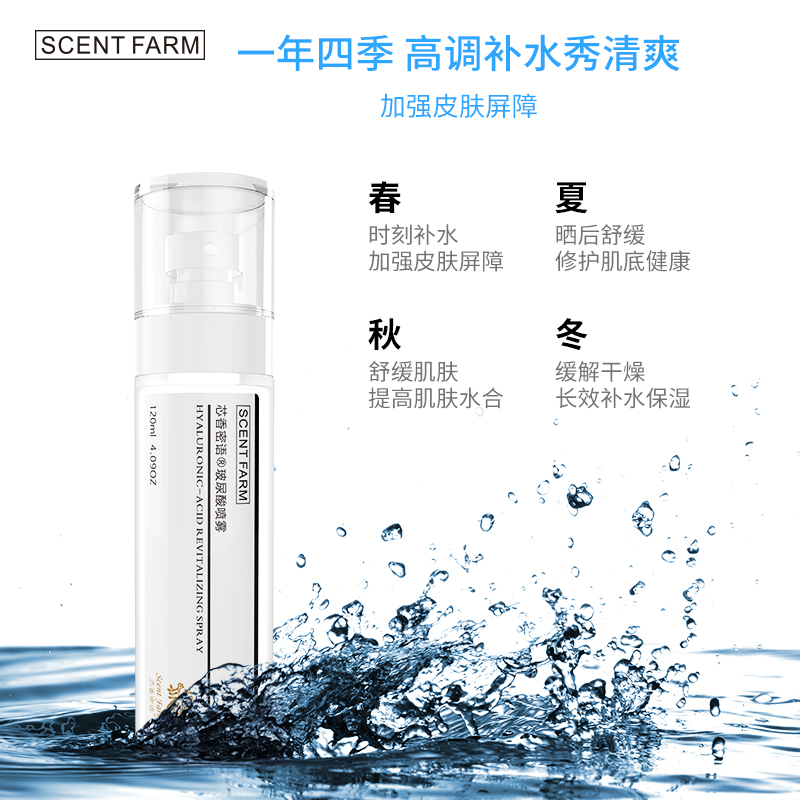 SCENT FARM
一年四季 高调补水秀清爽
加强皮肤屏障
春
时刻补水
加强皮肤屏障
夏
晒后舒缓
修护肌底健康
秋
舒缓肌肤
提高肌肤水合
冬
缓解干燥
长效补水保湿
SCENT FARM
芯香密语®玻尿酸喷雾
HYALURONIC-ACID REVITALIZING SPRAY
120ml 4.09OZ
Scent